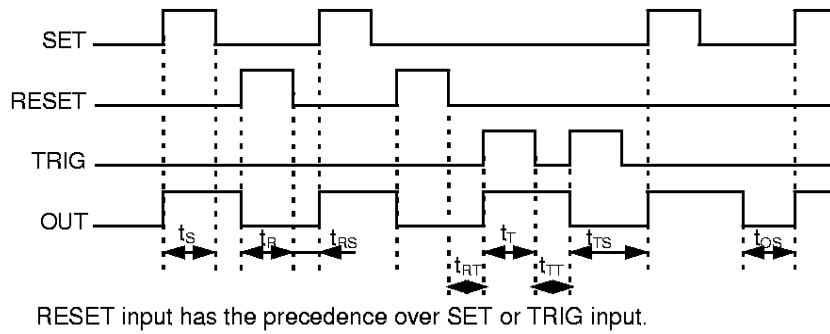 SET
RESET
TRIG
OUT
tS tR tRS tT tTS tOS
tRT tTT
RESET input has the precedence over SET or TRIG input.